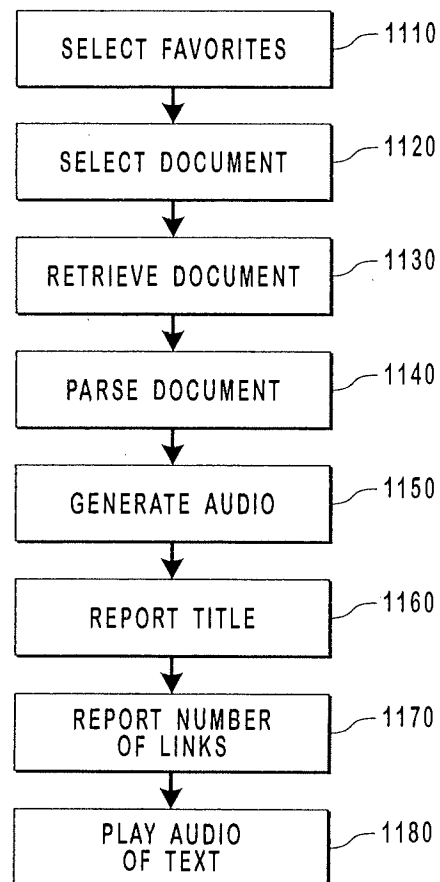 SELECT FAVORITES
1110
SELECT DOCUMENT
1120
RETRIEVE DOCUMENT
1130
PARSE DOCUMENT
1140
GENERATE AUDIO
1150
REPORT TITLE
1160
REPORT NUMBER
OF LINKS
1170
PLAY AUDIO
OF TEXT
1180